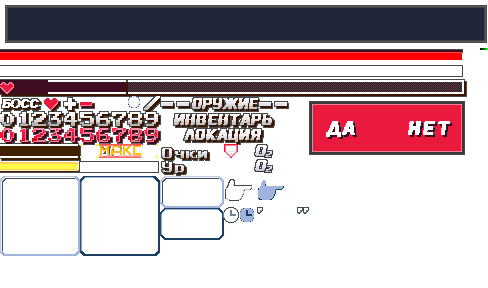 БОСС
--ОРУЖИЕ--
0123456789
ИНВЕНТАРЬ
0123456789
ЛОКАЦИЯ
ДА НЕТ
МАКС
Очки
O₂
Ур
O₂